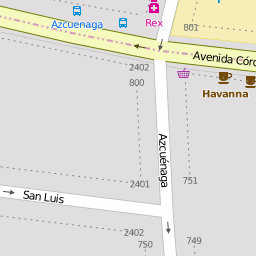 Azcuenaga
Rex
801
Avenida Córd
2402
800
Havanna
Azcuénaga
2401
751
San Luis
2402
750
749